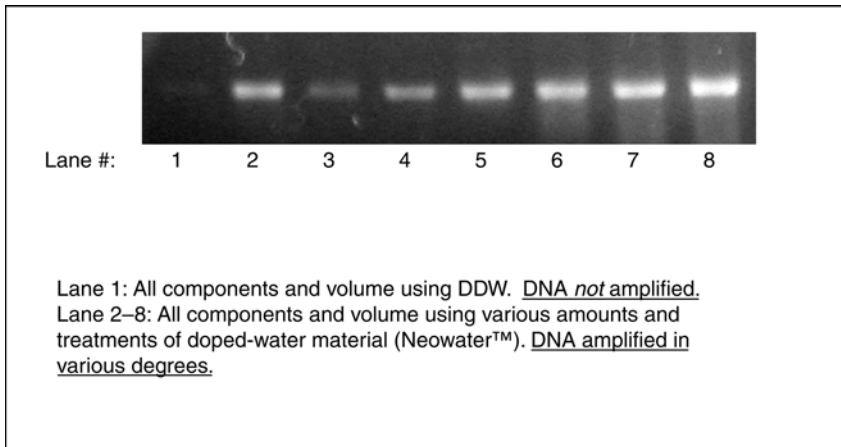 Lane #: 1 2 3 4 5 6 7 8
Lane 1: All components and volume using DDW. DNA not amplified.
Lane 2–8: All components and volume using various amounts and
treatments of doped-water material (Neowater™). DNA amplified in
various degrees.